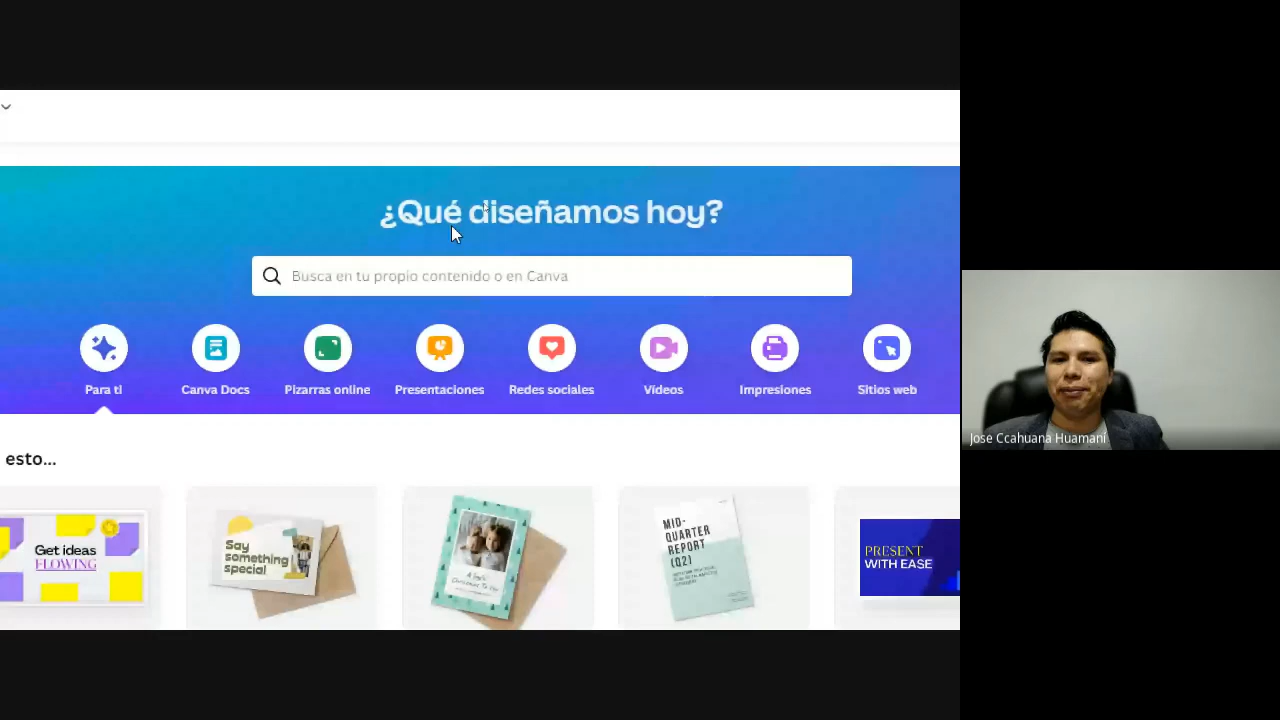 ¿Qué diseñamos hoy?
Busca en tu propio contenido o en Canva
Para ti
Canva Docs
Pizarras online
Presentaciones
Redes sociales
Vídeos
Impresiones
Sitios web
Jose Ccahuana Huamaní
esto...
Get ideas
FLOWING
Say
something
special
MID-
QUARTER
REPORT
(Q2)
PRESENT
WITH EASE